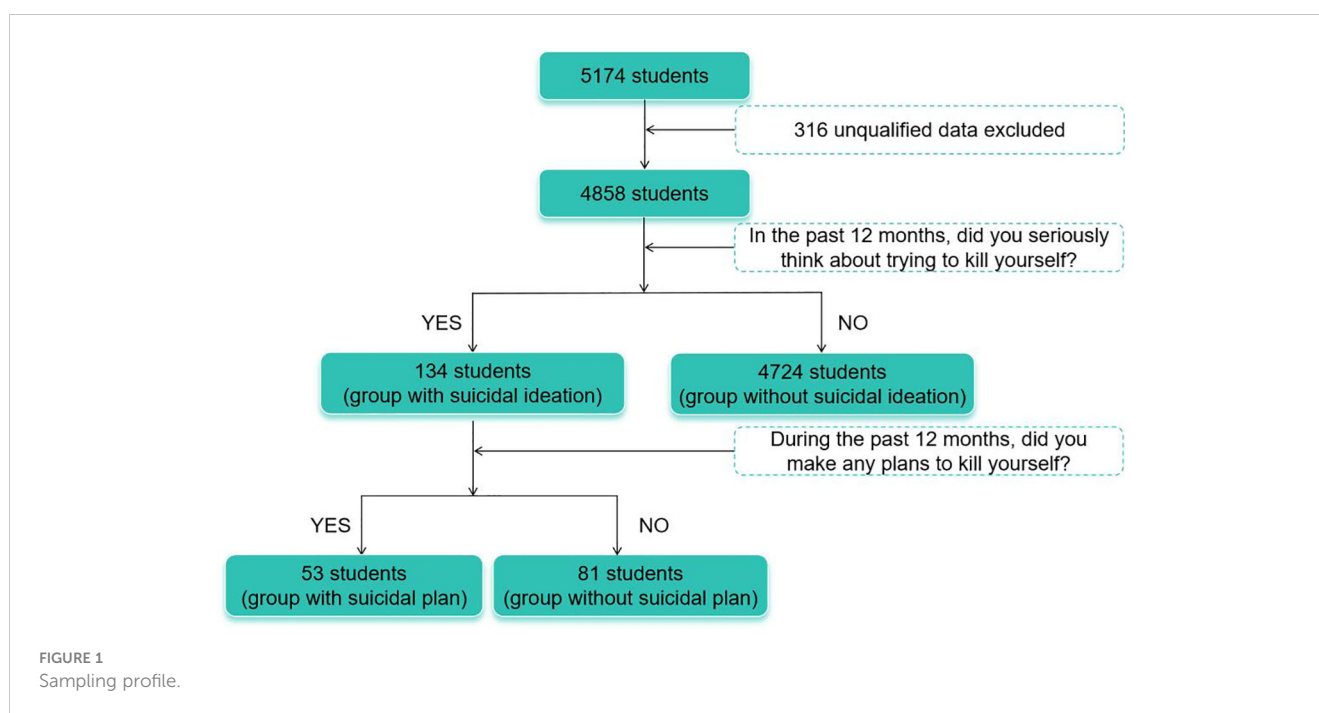 5174 students
316 unqualified data excluded
4858 students
In the past 12 months, did you seriously
think about trying to kill yourself?
YES
NO
134 students
(group with suicidal ideation)
4724 students
(group without suicidal ideation)
During the past 12 months, did you
make any plans to kill yourself?
YES
NO
53 students
(group with suicidal plan)
81 students
(group without suicidal plan)
FIGURE 1
Sampling profile.